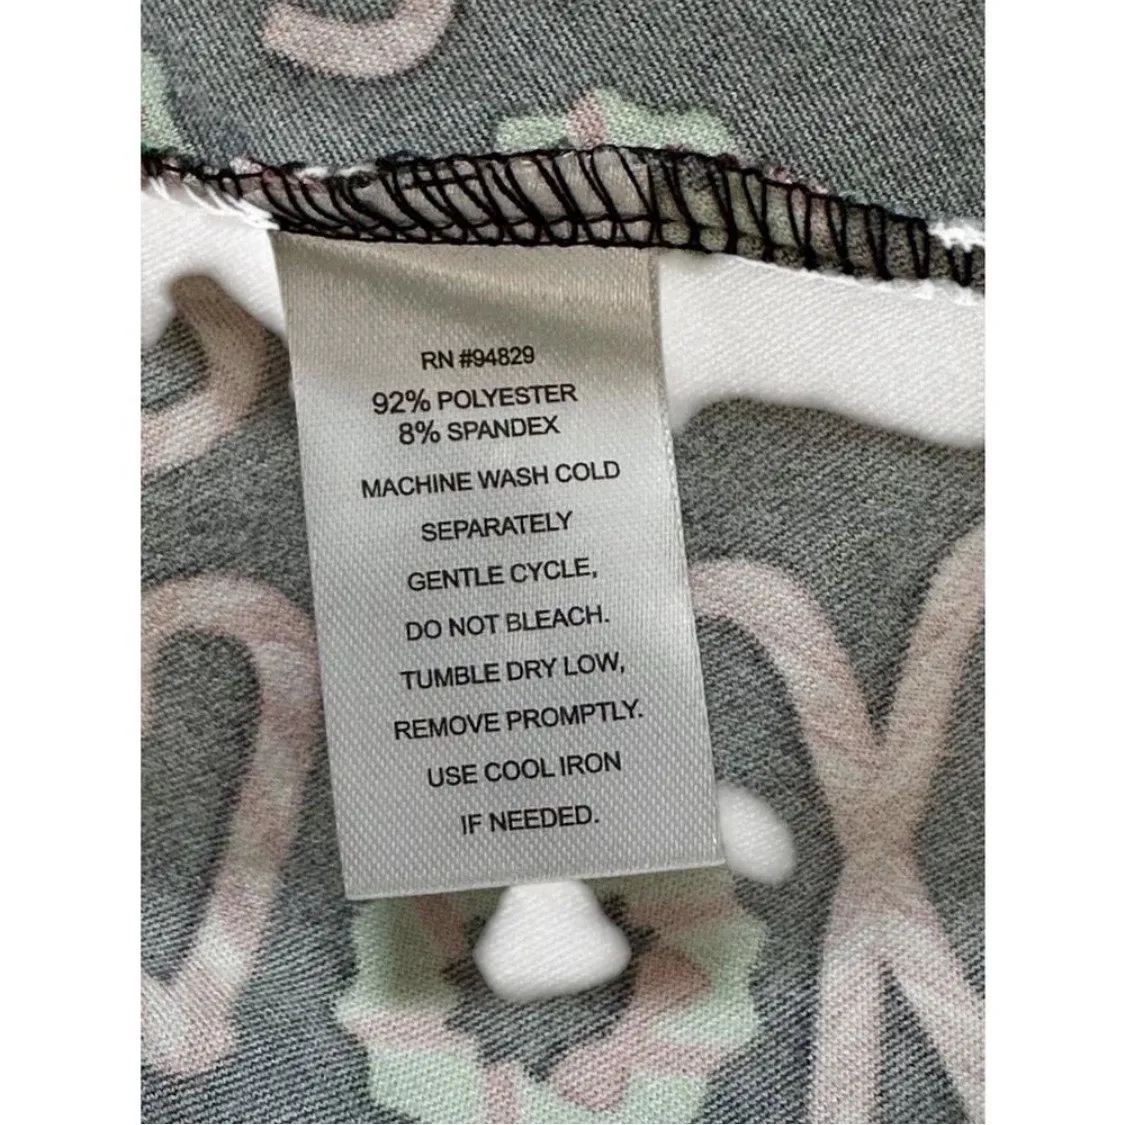 RN #94829
92% POLYESTER
8% SPANDEX
MACHINE WASH COLD
SEPARATELY
GENTLE CYCLE,
DO NOT BLEACH.
TUMBLE DRY LOW,
REMOVE PROMPTLY.
USE COOL IRON
IF NEEDED.